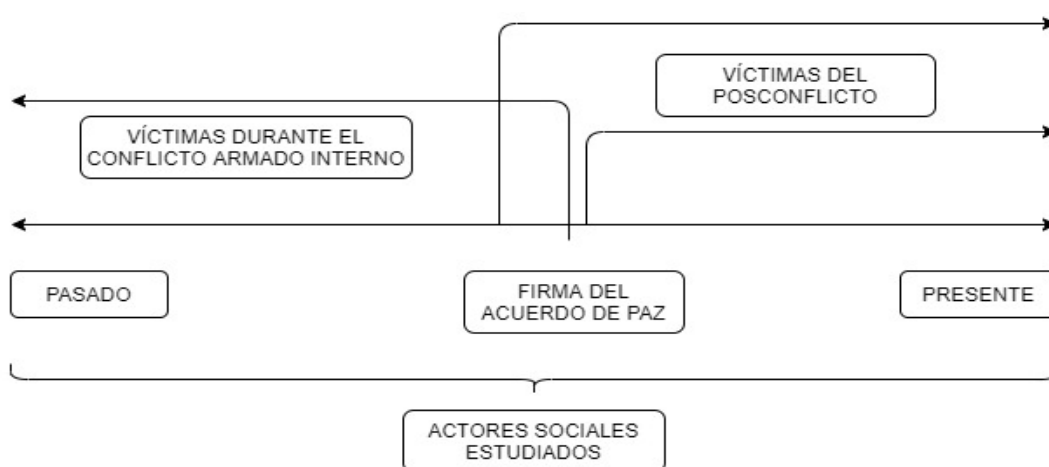 VÍCTIMAS DEL
POSCONFLICTO
VÍCTIMAS DURANTE EL
CONFLICTO ARMADO INTERNO
PASADO
FIRMA DEL
ACUERDO DE PAZ
PRESENTE
ACTORES SOCIALES
ESTUDIADOS